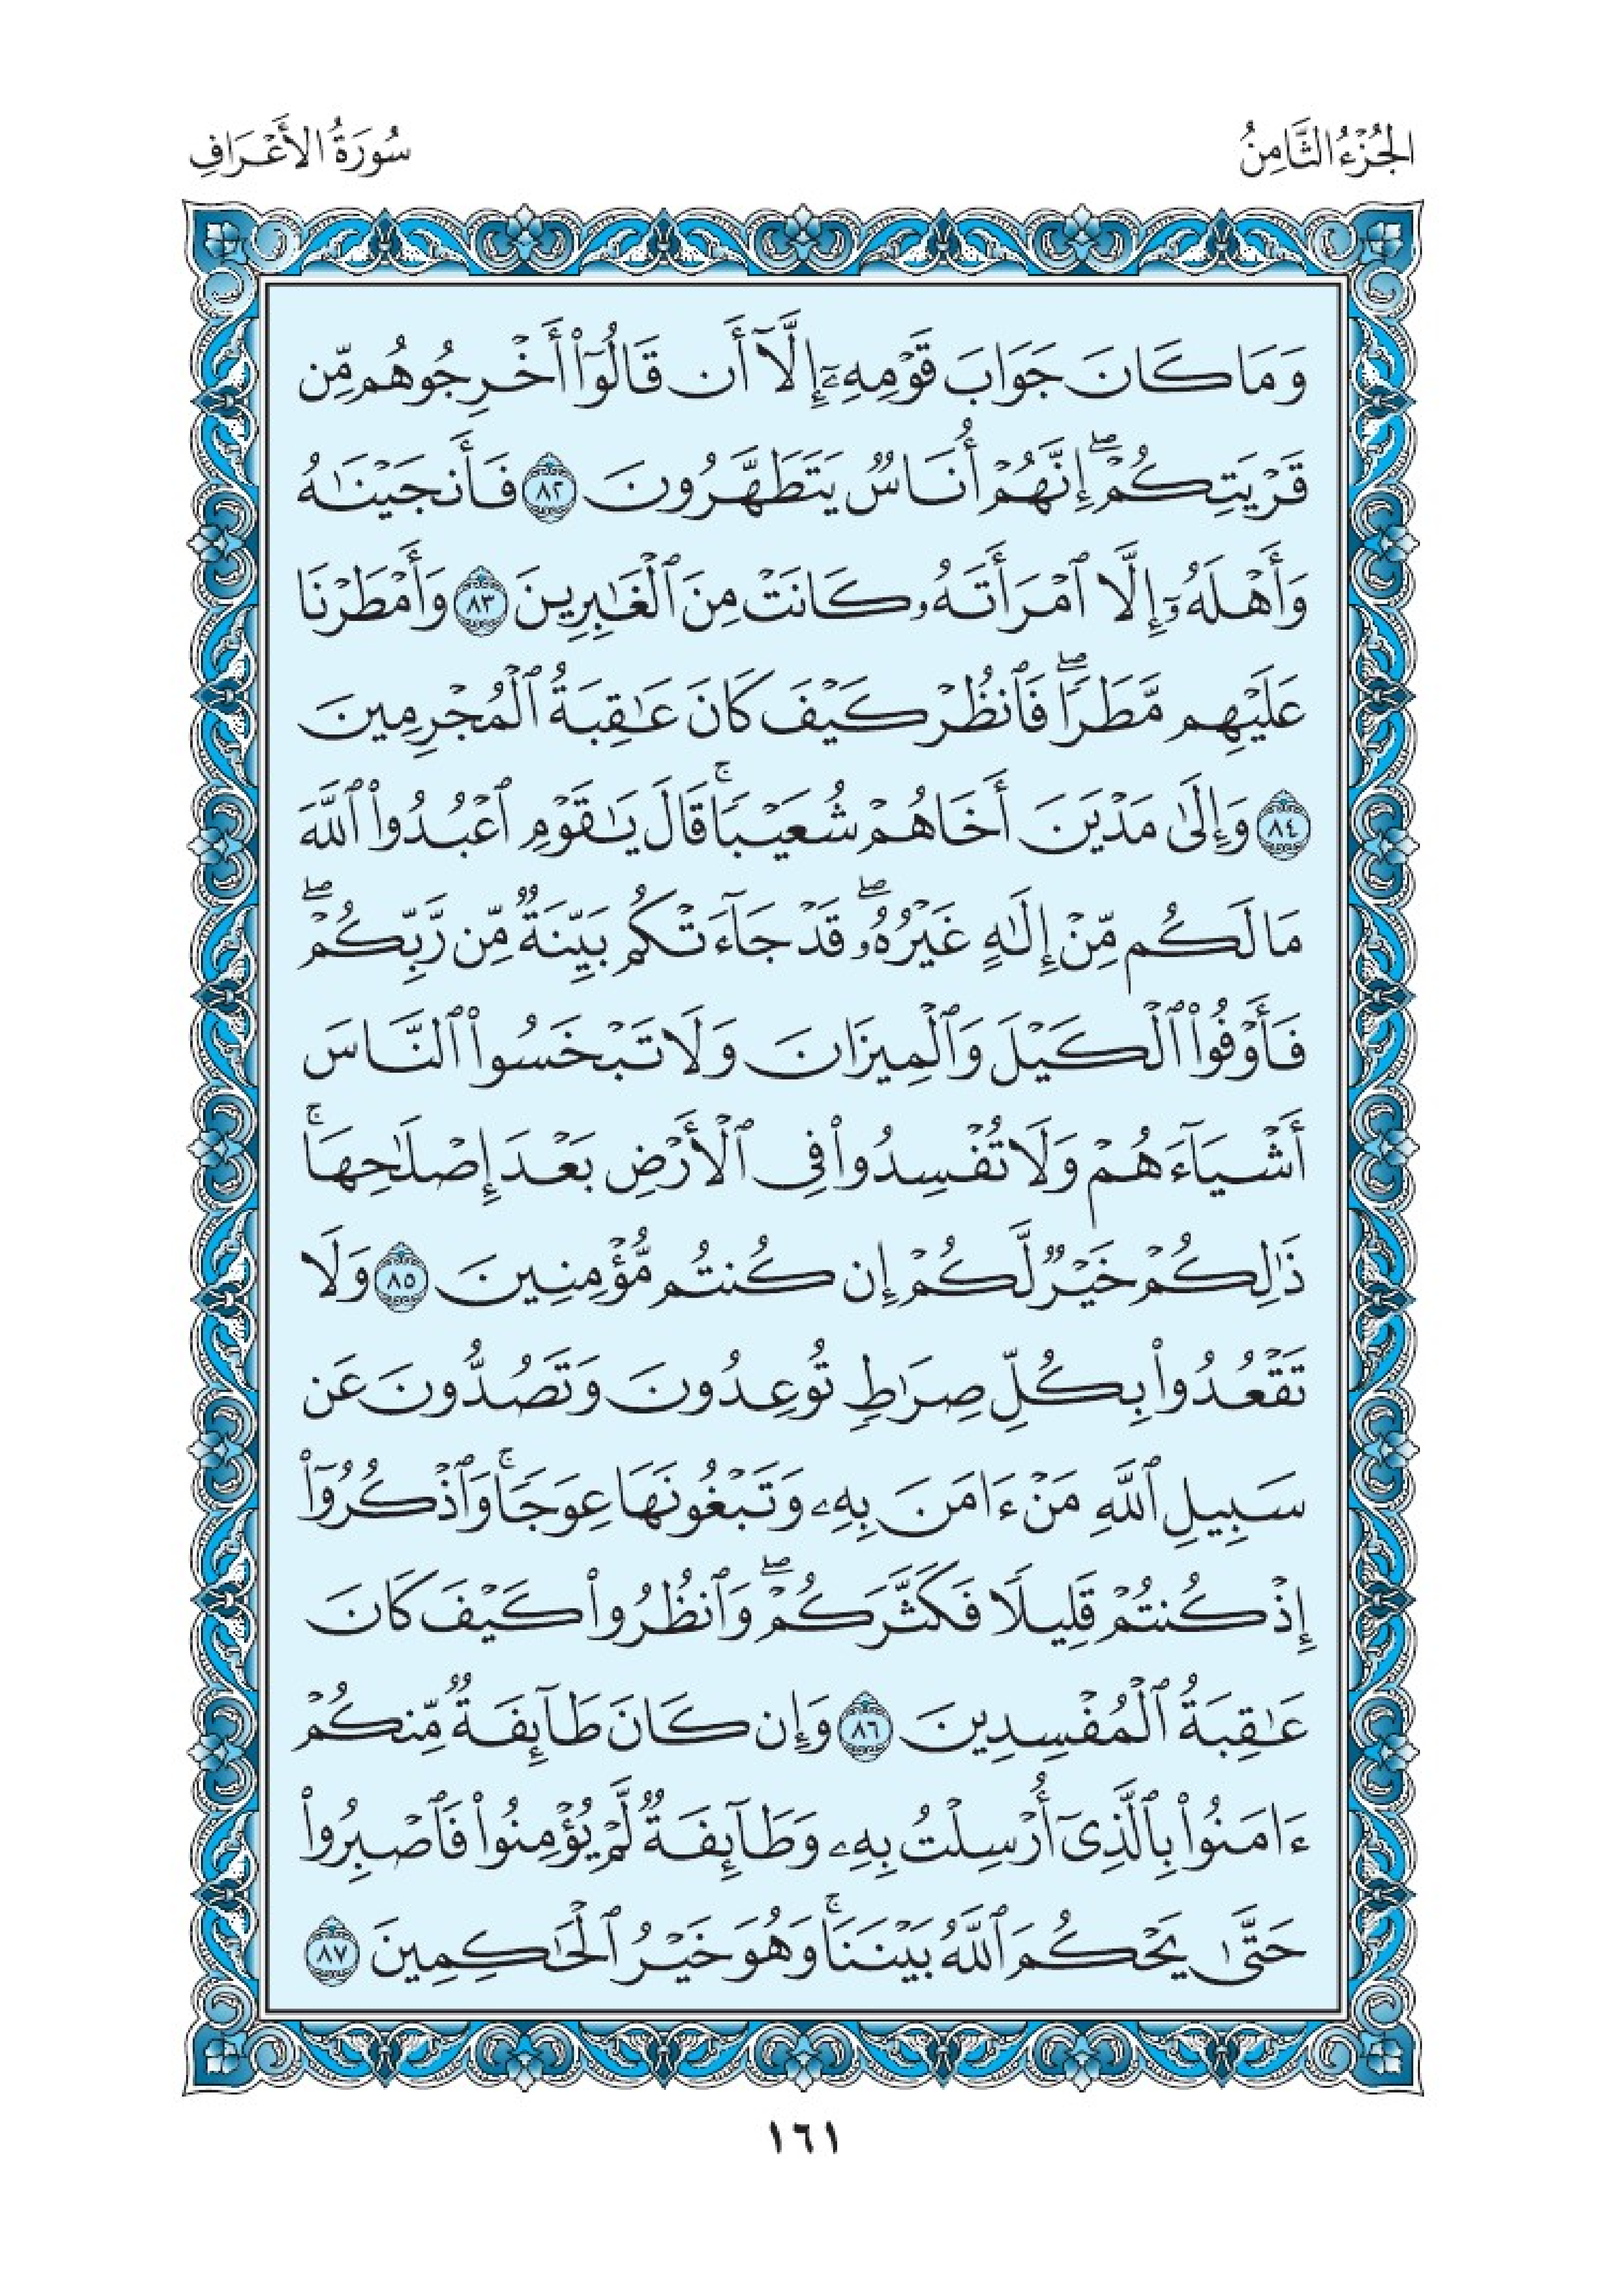 الجُزْءُ الثَّامِنُ
سُورَةُ الأَعْرَافِ
وَمَا كَانَ جَوَابَ قَوْمِهِۦٓ إِلَّآ أَن قَالُوٓا۟ أَخْرِجُوهُم مِّن
قَرْيَتِكُمْ ۖ إِنَّهُمْ أُنَاسٌ يَتَطَهَّرُونَ ٨٢ فَأَنجَيْنَٰهُ
وَأَهْلَهُۥٓ إِلَّا ٱمْرَأَتَهُۥ كَانَتْ مِنَ ٱلْغَٰبِرِينَ ٨٣ وَأَمْطَرْنَا
عَلَيْهِم مَّطَرًا ۖ فَٱنظُرْ كَيْفَ كَانَ عَٰقِبَةُ ٱلْمُجْرِمِينَ
٨٤ وَإِلَىٰ مَدْيَنَ أَخَاهُمْ شُعَيْبًا ۚ قَالَ يَٰقَوْمِ ٱعْبُدُوا۟ ٱللَّهَ
مَا لَكُم مِّنْ إِلَٰهٍ غَيْرُهُۥ ۖ قَدْ جَآءَتْكُم بَيِّنَةٌ مِّن رَّبِّكُمْ ۖ
فَأَوْفُوا۟ ٱلْكَيْلَ وَٱلْمِيزَانَ وَلَا تَبْخَسُوا۟ ٱلنَّاسَ
أَشْيَآءَهُمْ وَلَا تُفْسِدُوا۟ فِى ٱلْأَرْضِ بَعْدَ إِصْلَٰحِهَا ۚ
ذَٰلِكُمْ خَيْرٌ لَّكُمْ إِن كُنتُم مُّؤْمِنِينَ ٨٥ وَلَا
تَقْعُدُوا۟ بِكُلِّ صِرَٰطٍ تُوعِدُونَ وَتَصُدُّونَ عَن
سَبِيلِ ٱللَّهِ مَنْ ءَامَنَ بِهِۦ وَتَبْغُونَهَا عِوَجًا ۚ وَٱذْكُرُوٓا۟
إِذْ كُنتُمْ قَلِيلًا فَكَثَّرَكُمْ ۖ وَٱنظُرُوا۟ كَيْفَ كَانَ
عَٰقِبَةُ ٱلْمُفْسِدِينَ ٨٦ وَإِن كَانَ طَآئِفَةٌ مِّنكُمْ
ءَامَنُوا۟ بِٱلَّذِىٓ أُرْسِلْتُ بِهِۦ وَطَآئِفَةٌ لَّمْ يُؤْمِنُوا۟ فَٱصْبِرُوا۟
حَتَّىٰ يَحْكُمَ ٱللَّهُ بَيْنَنَا ۚ وَهُوَ خَيْرُ ٱلْحَٰكِمِينَ ٨٧
١٦١